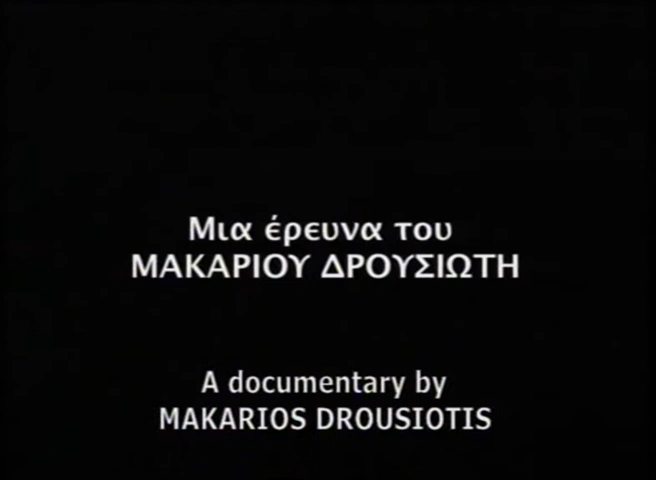 Μια έρευνα του
ΜΑΚΑΡΙΟΥ ΔΡΟΥΣΙΩΤΗ
A documentary by
MAKARIOS DROUSIOTIS